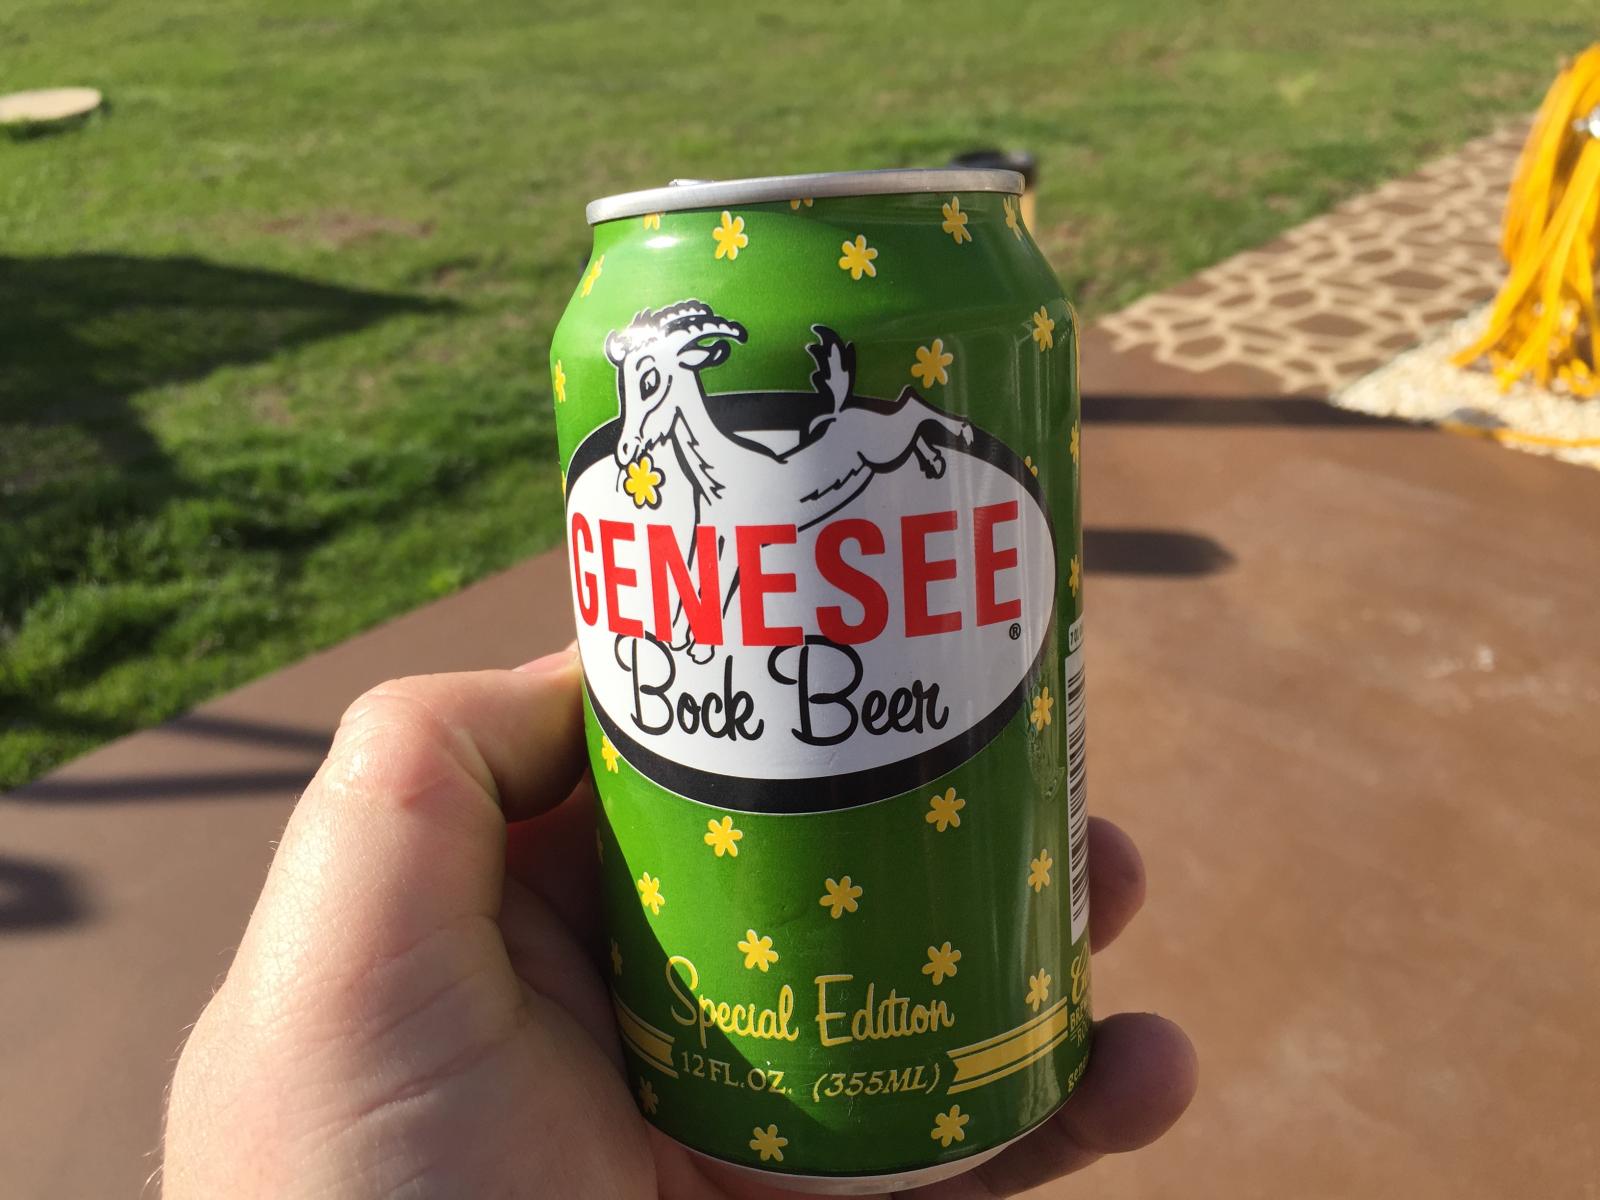 GENESEE
®
Bock Beer
Special Edition
12 FL. OZ. (355ML)